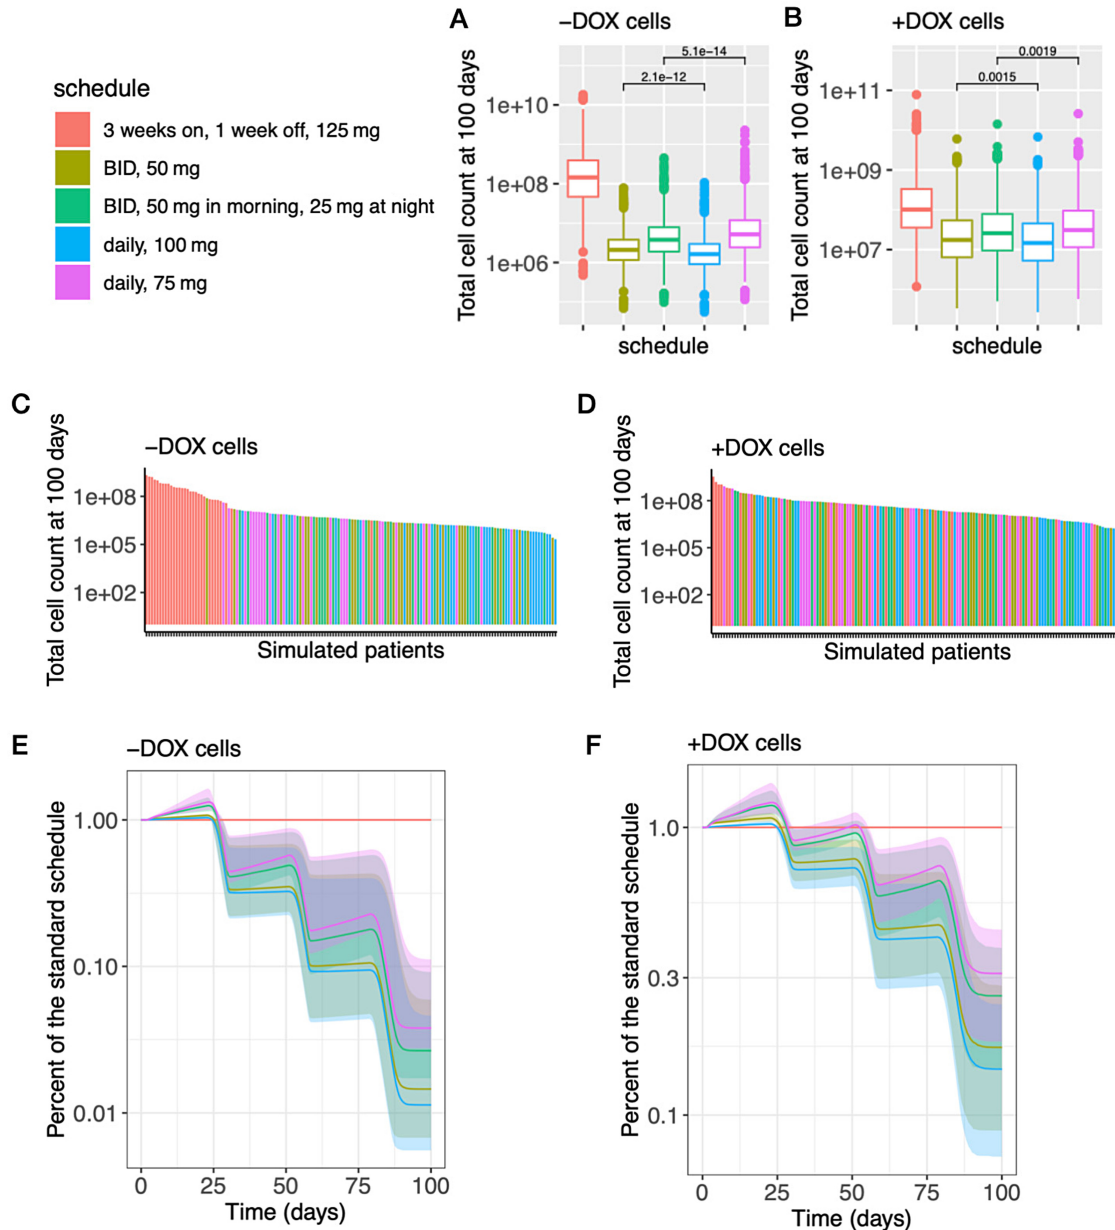 A
−DOX cells
Total cell count at 100 days
1e+10
1e+08
1e+06
2.1e−12
5.1e−14
schedule
B
+DOX cells
Total cell count at 100 days
1e+11
1e+09
1e+07
0.0015
0.0019
schedule
schedule
3 weeks on, 1 week off, 125 mg
BID, 50 mg
BID, 50 mg in morning, 25 mg at night
daily, 100 mg
daily, 75 mg
C
−DOX cells
Total cell count at 100 days
1e+08
1e+05
1e+02
Simulated patients
D
+DOX cells
Total cell count at 100 days
1e+08
1e+05
1e+02
Simulated patients
E
−DOX cells
Percent of the standard schedule
1.00
0.10
0.01
0 25 50 75 100
Time (days)
F
+DOX cells
Percent of the standard schedule
1.0
0.3
0.1
0 25 50 75 100
Time (days)